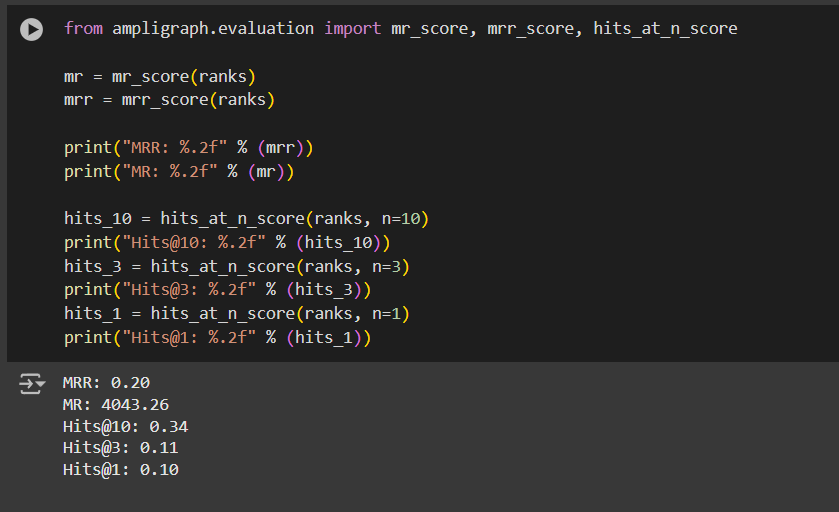 from ampligraph.evaluation import mr_score, mrr_score, hits_at_n_score
mr = mr_score(ranks)
mrr = mrr_score(ranks)
print("MRR: %.2f" % (mrr))
print("MR: %.2f" % (mr))
hits_10 = hits_at_n_score(ranks, n=10)
print("Hits@10: %.2f" % (hits_10))
hits_3 = hits_at_n_score(ranks, n=3)
print("Hits@3: %.2f" % (hits_3))
hits_1 = hits_at_n_score(ranks, n=1)
print("Hits@1: %.2f" % (hits_1))
MRR: 0.20
MR: 4043.26
Hits@10: 0.34
Hits@3: 0.11
Hits@1: 0.10